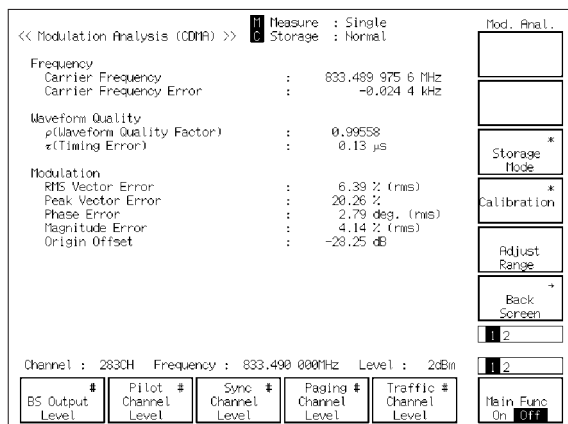 << Modulation Analysis (CDMA) >>
M Measure : Single
C Storage : Normal
Frequency
Carrier Frequency : 833.489 975 6 MHz
Carrier Frequency Error : -0.024 4 kHz
Waveform Quality
ρ(Waveform Quality Factor) : 0.99558
τ(Timing Error) : 0.13 μs
Modulation
RMS Vector Error : 6.39 % (rms)
Peak Vector Error : 20.26 %
Phase Error : 2.79 deg. (rms)
Magnitude Error : 4.14 % (rms)
Origin Offset : -28.25 dB
Channel : 283CH Frequency : 833.490 000MHz Level : 2dBm
#
BS Output
Level
Pilot #
Channel
Level
Sync #
Channel
Level
Paging #
Channel
Level
Traffic #
Channel
Level
Mod. Anal.
*
Storage
Mode
*
Calibration
Adjust
Range
→
Back
Screen
1 2
1 2
Main Func
On Off